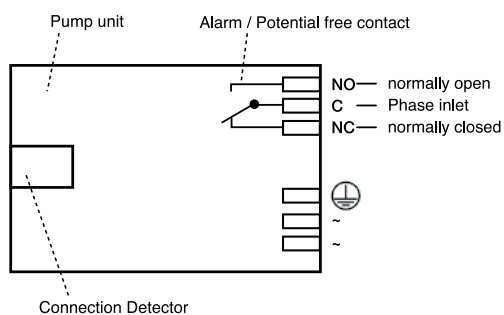 Pump unit
Alarm / Potential free contact
NO — normally open
C — Phase inlet
NC — normally closed
~
~
Connection Detector